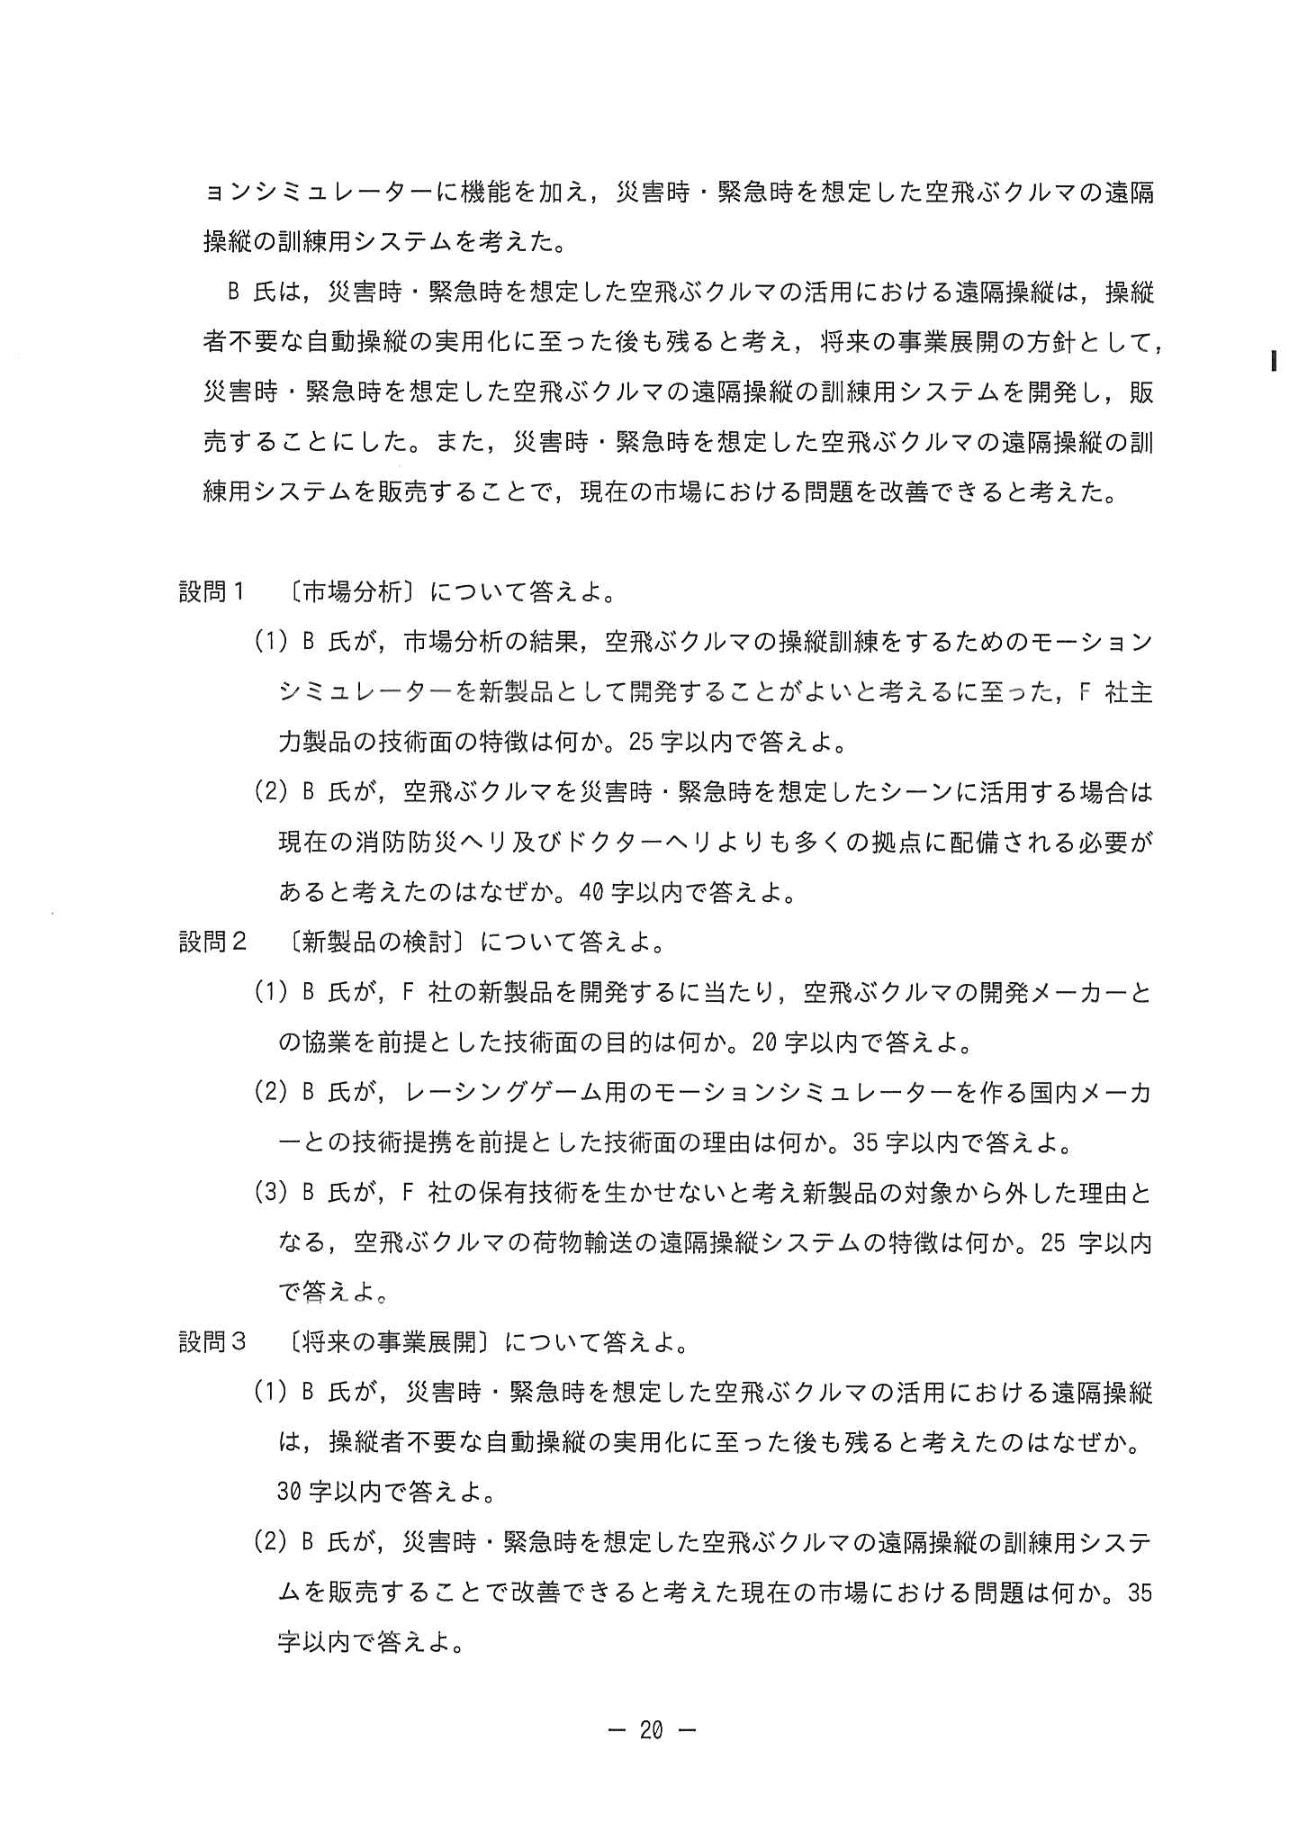 ョンシミュレーターに機能を加え，災害時・緊急時を想定した空飛ぶクルマの遠隔
操縦の訓練用システムを考えた。
B 氏は，災害時・緊急時を想定した空飛ぶクルマの活用における遠隔操縦は，操縦
者不要な自動操縦の実用化に至った後も残ると考え，将来の事業展開の方針として，
災害時・緊急時を想定した空飛ぶクルマの遠隔操縦の訓練用システムを開発し，販
売することにした。また，災害時・緊急時を想定した空飛ぶクルマの遠隔操縦の訓
練用システムを販売することで，現在の市場における問題を改善できると考えた。
設問１　〔市場分析〕について答えよ。
(1) B 氏が，市場分析の結果，空飛ぶクルマの操縦訓練をするためのモーション
シミュレーターを新製品として開発することがよいと考えるに至った，F 社主
力製品の技術面の特徴は何か。25 字以内で答えよ。
(2) B 氏が，空飛ぶクルマを災害時・緊急時を想定したシーンに活用する場合は
現在の消防防災ヘリ及びドクターヘリよりも多くの拠点に配備される必要が
あると考えたのはなぜか。40 字以内で答えよ。
設問２　〔新製品の検討〕について答えよ。
(1) B 氏が，F 社の新製品を開発するに当たり，空飛ぶクルマの開発メーカーと
の協業を前提とした技術面の目的は何か。20 字以内で答えよ。
(2) B 氏が，レーシングゲーム用のモーションシミュレーターを作る国内メーカ
ーとの技術提携を前提とした技術面の理由は何か。35 字以内で答えよ。
(3) B 氏が，F 社の保有技術を生かせないと考え新製品の対象から外した理由と
なる，空飛ぶクルマの荷物輸送の遠隔操縦システムの特徴は何か。25 字以内
で答えよ。
設問３　〔将来の事業展開〕について答えよ。
(1) B 氏が，災害時・緊急時を想定した空飛ぶクルマの活用における遠隔操縦
は，操縦者不要な自動操縦の実用化に至った後も残ると考えたのはなぜか。
30 字以内で答えよ。
(2) B 氏が，災害時・緊急時を想定した空飛ぶクルマの遠隔操縦の訓練用システ
ムを販売することで改善できると考えた現在の市場における問題は何か。35
字以内で答えよ。
－ 20 －